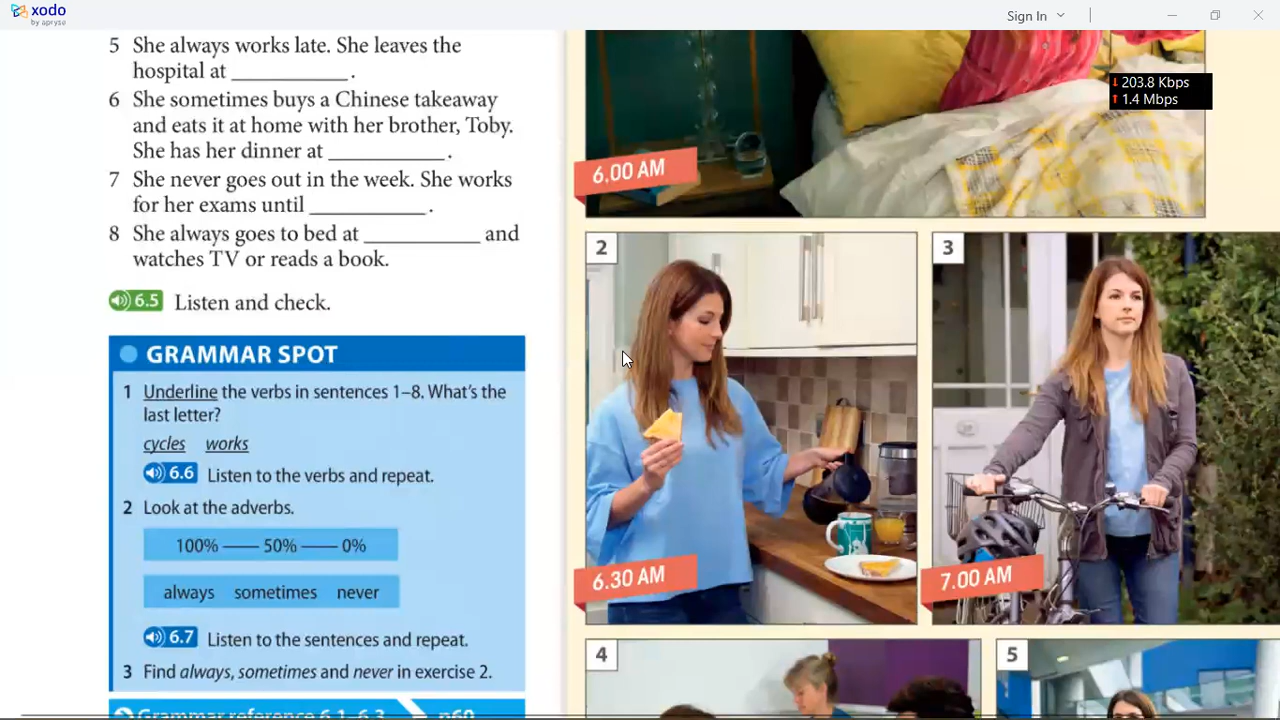 xodo
by apryse
Sign In
203.8 Kbps
1.4 Mbps
5 She always works late. She leaves the
hospital at ___________ .
6 She sometimes buys a Chinese takeaway
and eats it at home with her brother, Toby.
She has her dinner at ___________ .
7 She never goes out in the week. She works
for her exams until ___________ .
8 She always goes to bed at ___________ and
watches TV or reads a book.
6.5 Listen and check.
GRAMMAR SPOT
1 Underline the verbs in sentences 1–8. What's the
last letter?
cycles works
6.6 Listen to the verbs and repeat.
2 Look at the adverbs.
100% — 50% — 0%
always sometimes never
6.7 Listen to the sentences and repeat.
3 Find always, sometimes and never in exercise 2.
Grammar reference 6.1–6.3 p60
6.00 AM
2
6.30 AM
3
7.00 AM
4
5